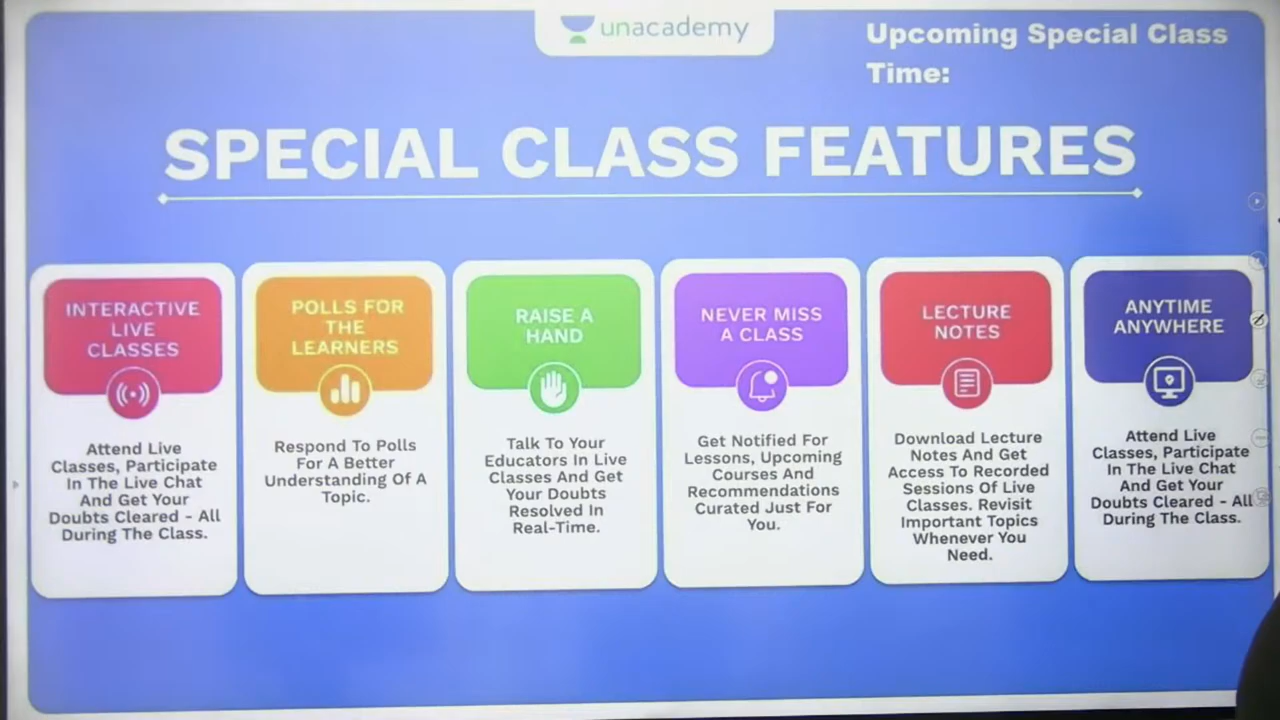 unacademy
Upcoming Special Class
Time:
SPECIAL CLASS FEATURES
INTERACTIVE
LIVE
CLASSES
Attend Live
Classes, Participate
In The Live Chat
And Get Your
Doubts Cleared - All
During The Class.
POLLS FOR
THE
LEARNERS
Respond To Polls
For A Better
Understanding Of A
Topic.
RAISE A
HAND
Talk To Your
Educators In Live
Classes And Get
Your Doubts
Resolved In
Real-Time.
NEVER MISS
A CLASS
Get Notified For
Lessons, Upcoming
Courses And
Recommendations
Curated Just For
You.
LECTURE
NOTES
Download Lecture
Notes And Get
Access To Recorded
Sessions Of Live
Classes. Revisit
Important Topics
Whenever You
Need.
ANYTIME
ANYWHERE
Attend Live
Classes, Participate
In The Live Chat
And Get Your
Doubts Cleared - All
During The Class.